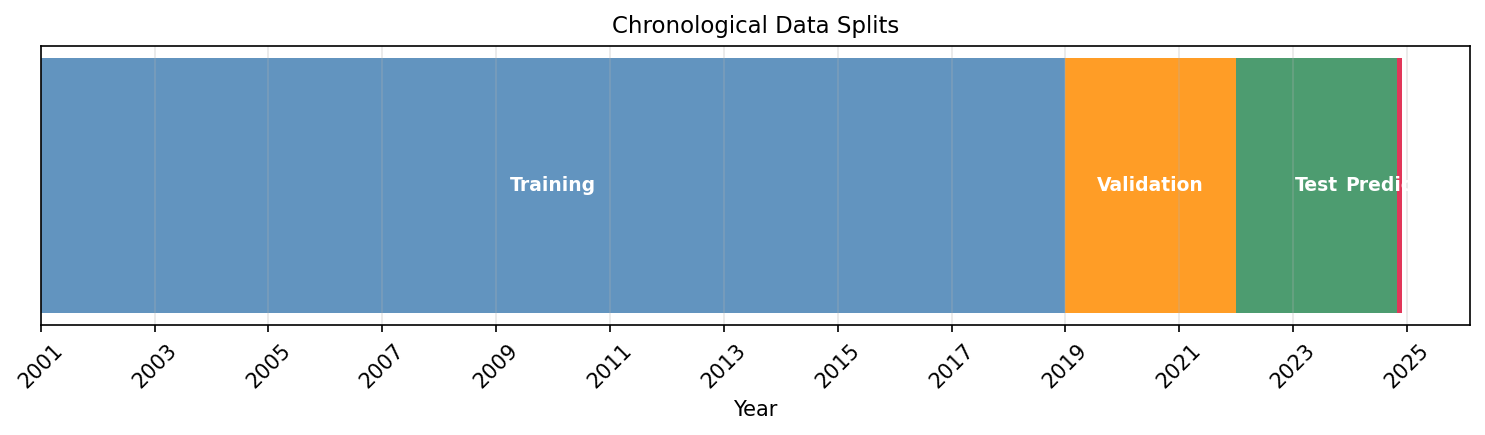 Chronological Data Splits
Training Validation Test Predic
2001 2003 2005 2007 2009 2011 2013 2015 2017 2019 2021 2023 2025
Year